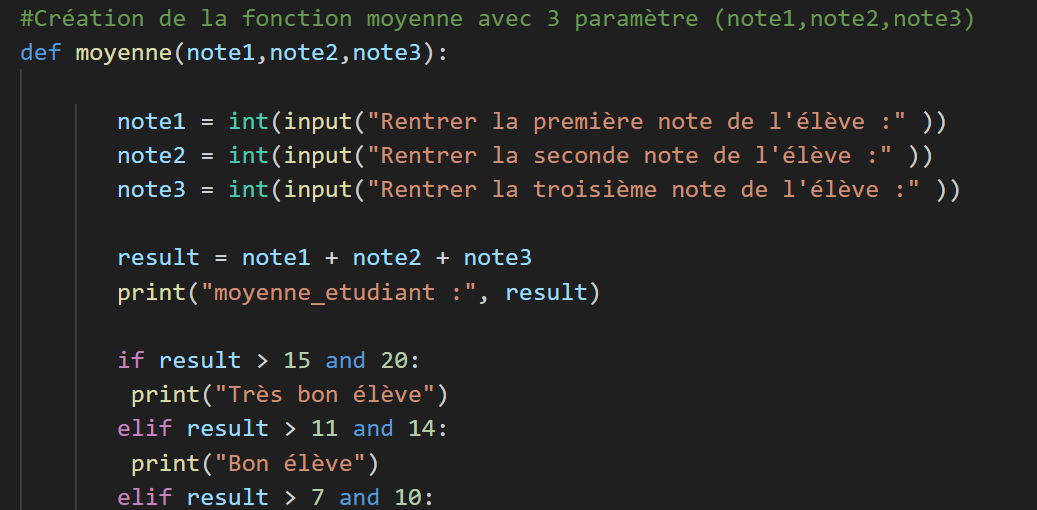 #Création de la fonction moyenne avec 3 paramètre (note1,note2,note3)
def moyenne(note1,note2,note3):
note1 = int(input("Rentrer la première note de l'élève :" ))
note2 = int(input("Rentrer la seconde note de l'élève :" ))
note3 = int(input("Rentrer la troisième note de l'élève :" ))
result = note1 + note2 + note3
print("moyenne_etudiant :", result)
if result > 15 and 20:
print("Très bon élève")
elif result > 11 and 14:
print("Bon élève")
elif result > 7 and 10: